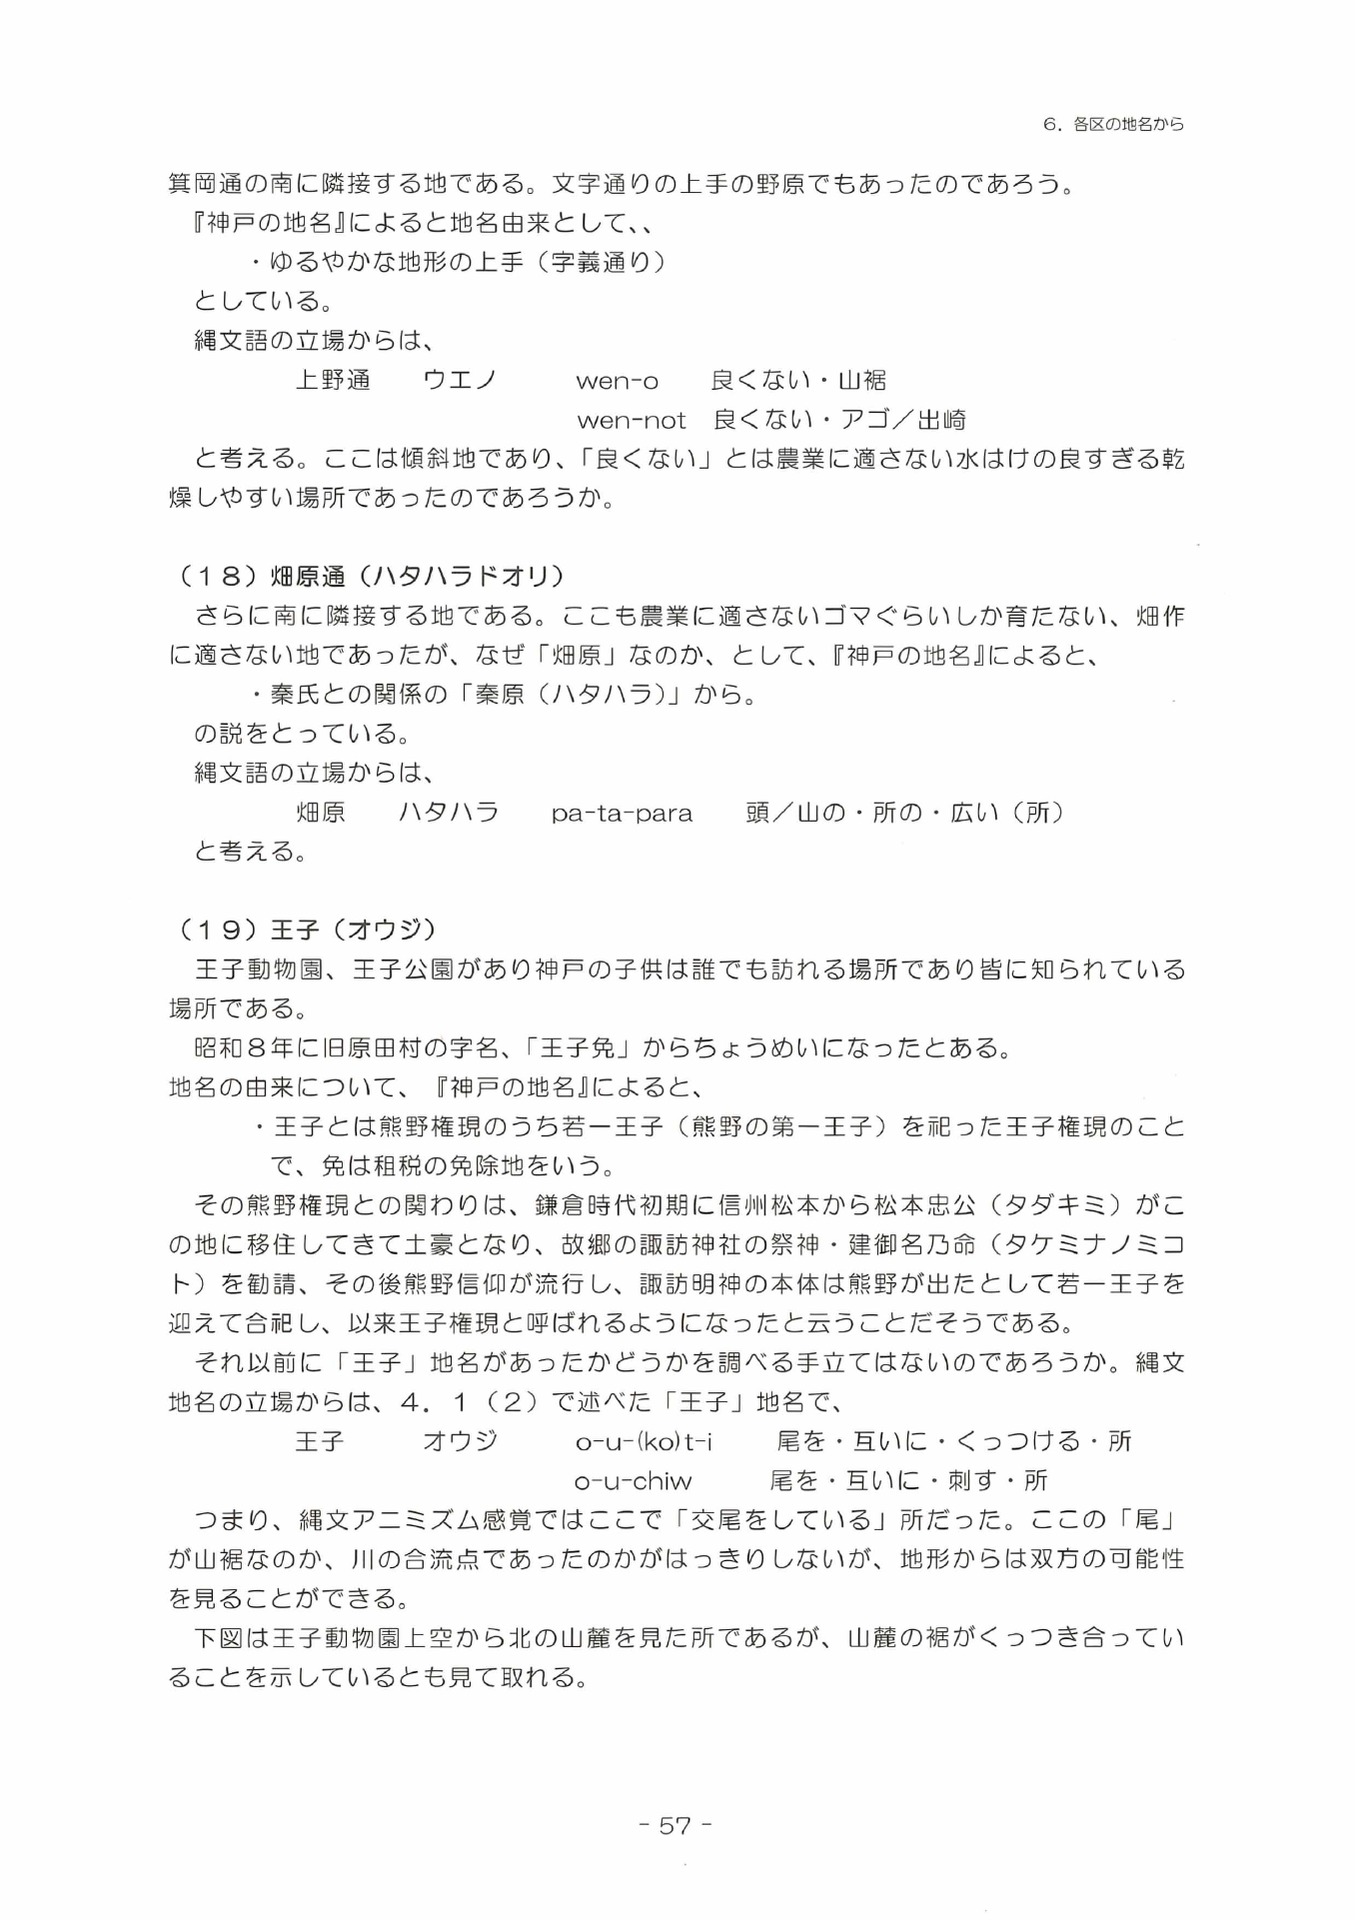 6．各区の地名から
箕岡通の南に隣接する地である。文字通りの上手の野原でもあったのであろう。
『神戸の地名』によると地名由来として、、
・ゆるやかな地形の上手（字義通り）
としている。
縄文語の立場からは、
上野通　　ウエノ　　　wen-o　　良くない・山裾
wen-not　良くない・アゴ／出崎
と考える。ここは傾斜地であり、「良くない」とは農業に適さない水はけの良すぎる乾
燥しやすい場所であったのであろうか。
（１８）畑原通（ハタハラドオリ）
さらに南に隣接する地である。ここも農業に適さないゴマぐらいしか育たない、畑作
に適さない地であったが、なぜ「畑原」なのか、として、『神戸の地名』によると、
・秦氏との関係の「秦原（ハタハラ）」から。
の説をとっている。
縄文語の立場からは、
畑原　　ハタハラ　　pa-ta-para　　頭／山の・所の・広い（所）
と考える。
（１９）王子（オウジ）
王子動物園、王子公園があり神戸の子供は誰でも訪れる場所であり皆に知られている
場所である。
昭和８年に旧原田村の字名、「王子免」からちょうめいになったとある。
地名の由来について、『神戸の地名』によると、
・王子とは熊野権現のうち若一王子（熊野の第一王子）を祀った王子権現のこと
で、免は租税の免除地をいう。
その熊野権現との関わりは、鎌倉時代初期に信州松本から松本忠公（タダキミ）がこ
の地に移住してきて土豪となり、故郷の諏訪神社の祭神・建御名乃命（タケミナノミコ
ト）を勧請、その後熊野信仰が流行し、諏訪明神の本体は熊野が出たとして若一王子を
迎えて合祀し、以来王子権現と呼ばれるようになったと云うことだそうである。
それ以前に「王子」地名があったかどうかを調べる手立てはないのであろうか。縄文
地名の立場からは、４．１（２）で述べた「王子」地名で、
王子　　　オウジ　　　o-u-(ko)t-i　　尾を・互いに・くっつける・所
o-u-chiw　　　尾を・互いに・刺す・所
つまり、縄文アニミズム感覚ではここで「交尾をしている」所だった。ここの「尾」
が山裾なのか、川の合流点であったのかがはっきりしないが、地形からは双方の可能性
を見ることができる。
下図は王子動物園上空から北の山麓を見た所であるが、山麓の裾がくっつき合ってい
ることを示しているとも見て取れる。
- 57 -